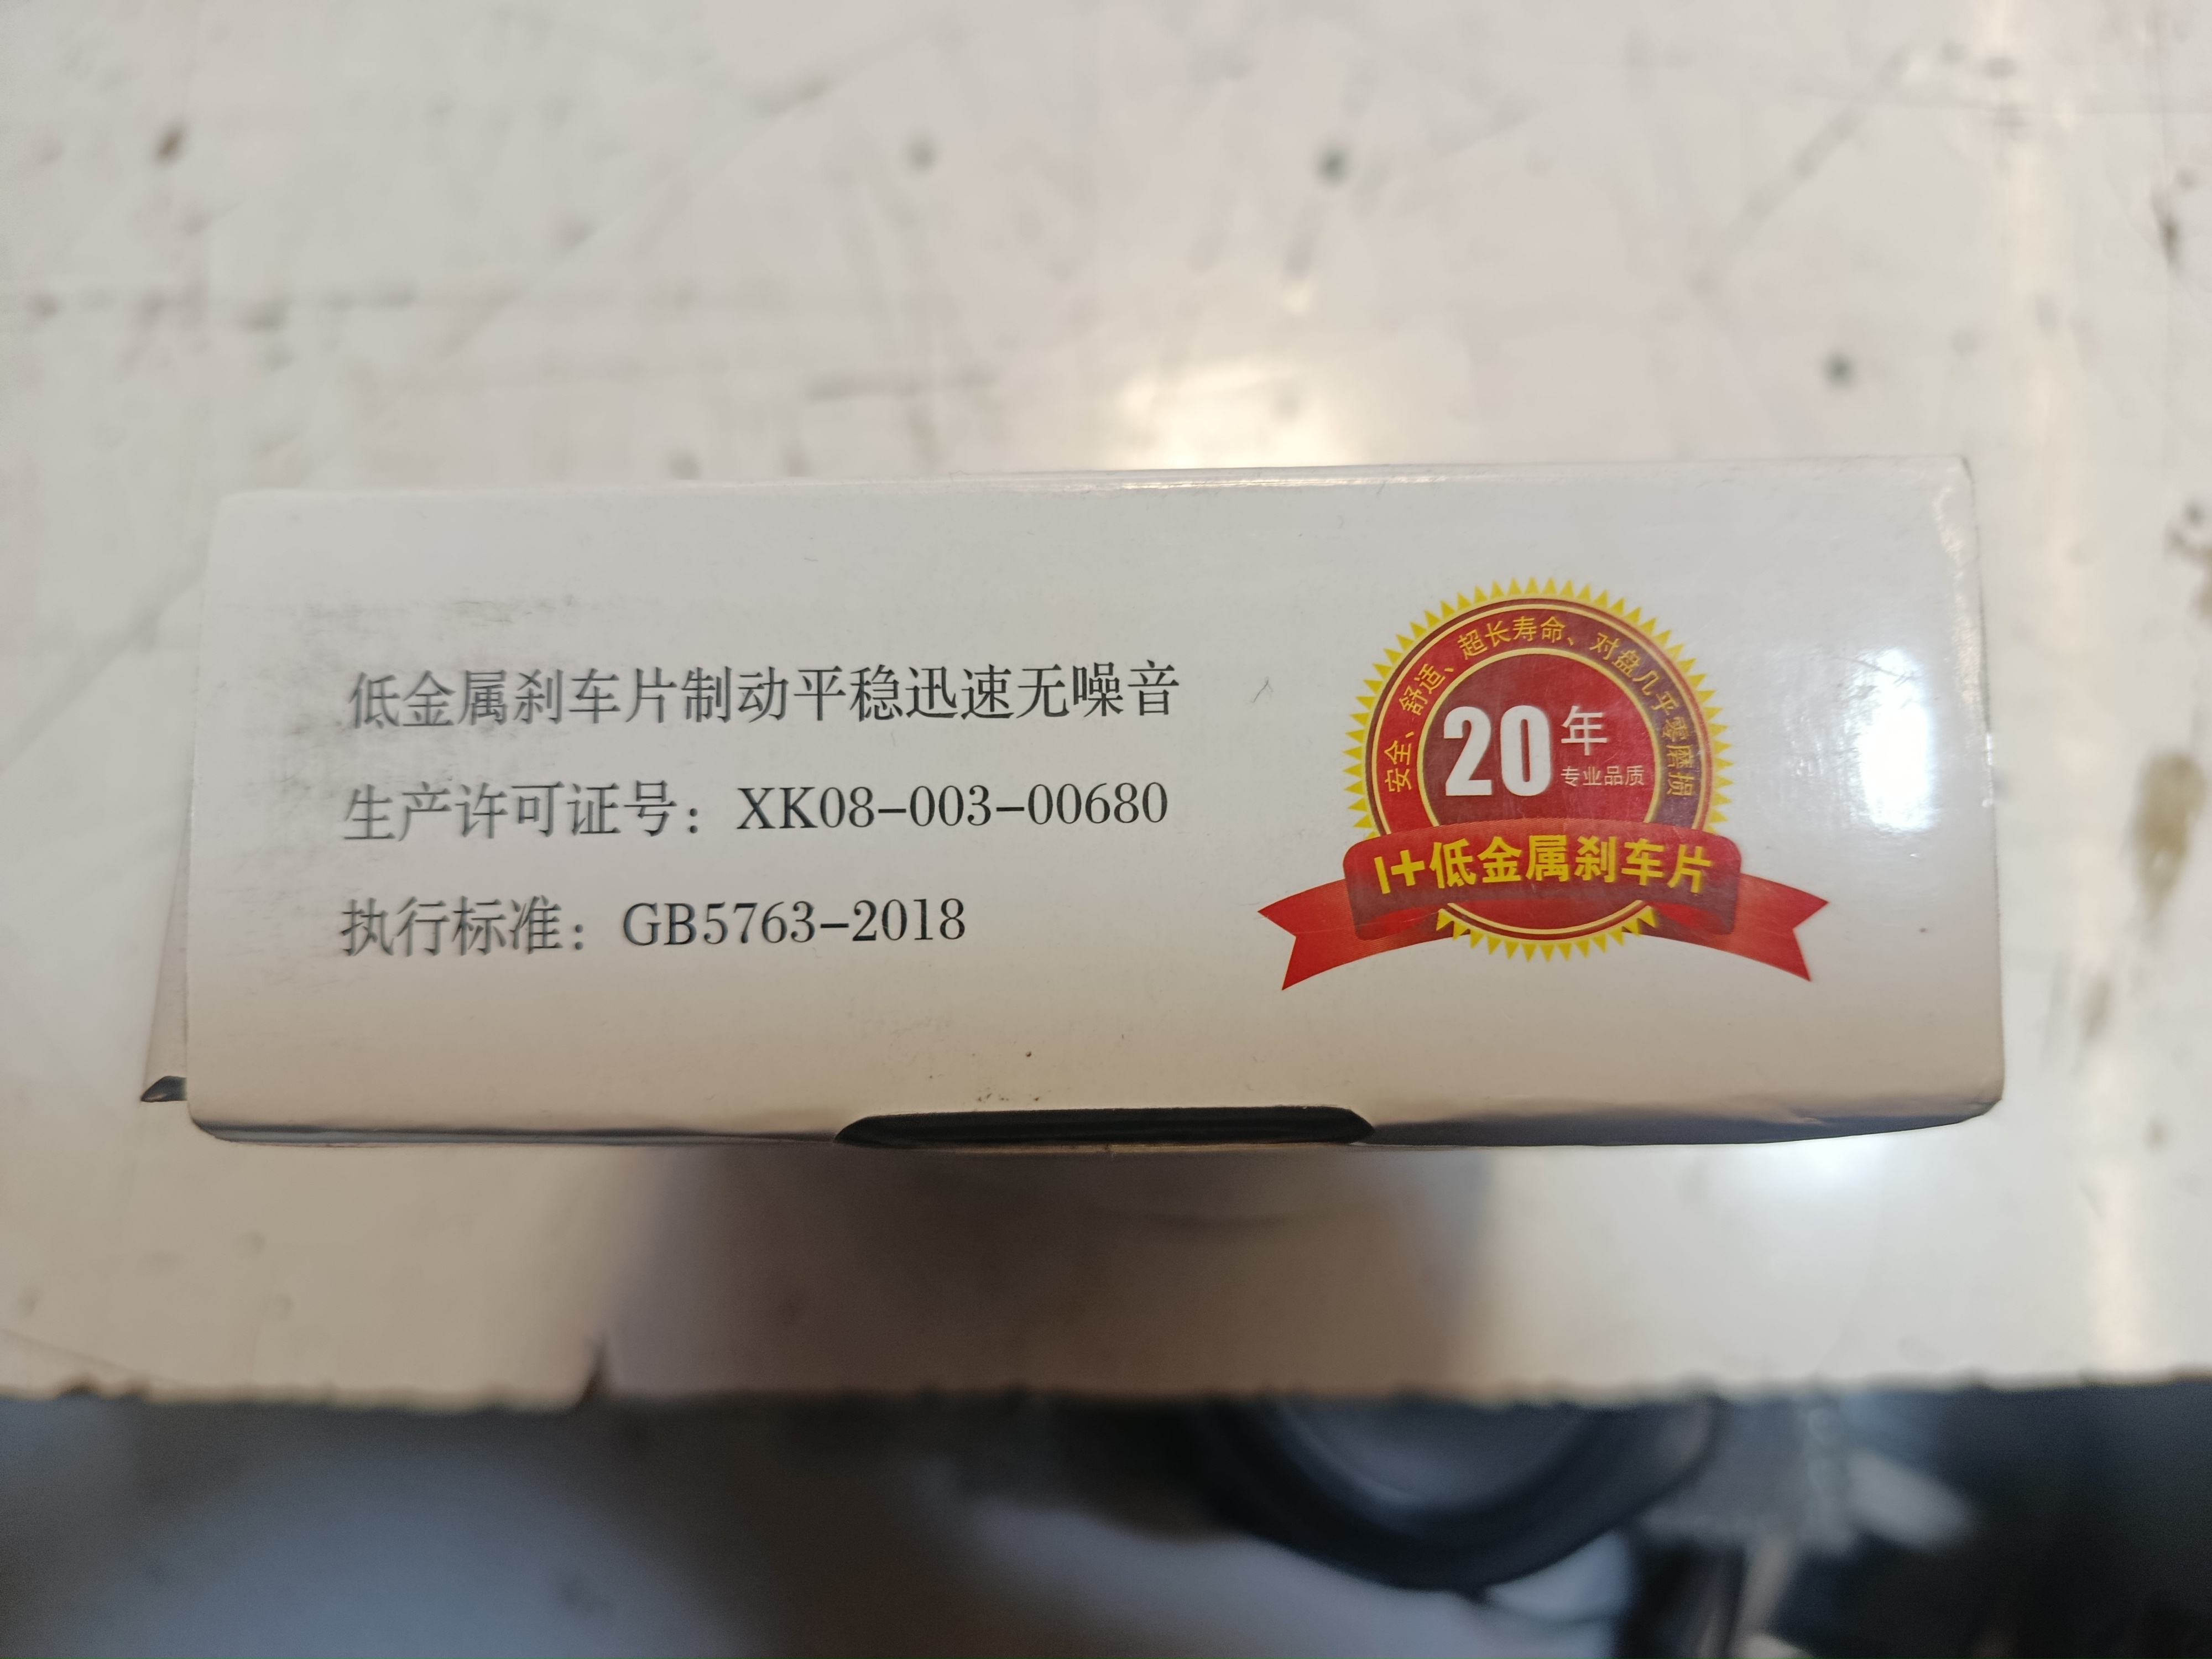 低金属刹车片制动平稳迅速无噪音
生产许可证号：XK08-003-00680
执行标准：GB5763-2018
安全、舒适、超长寿命、对盘几乎零磨损
20年
专业品质
I+低金属刹车片